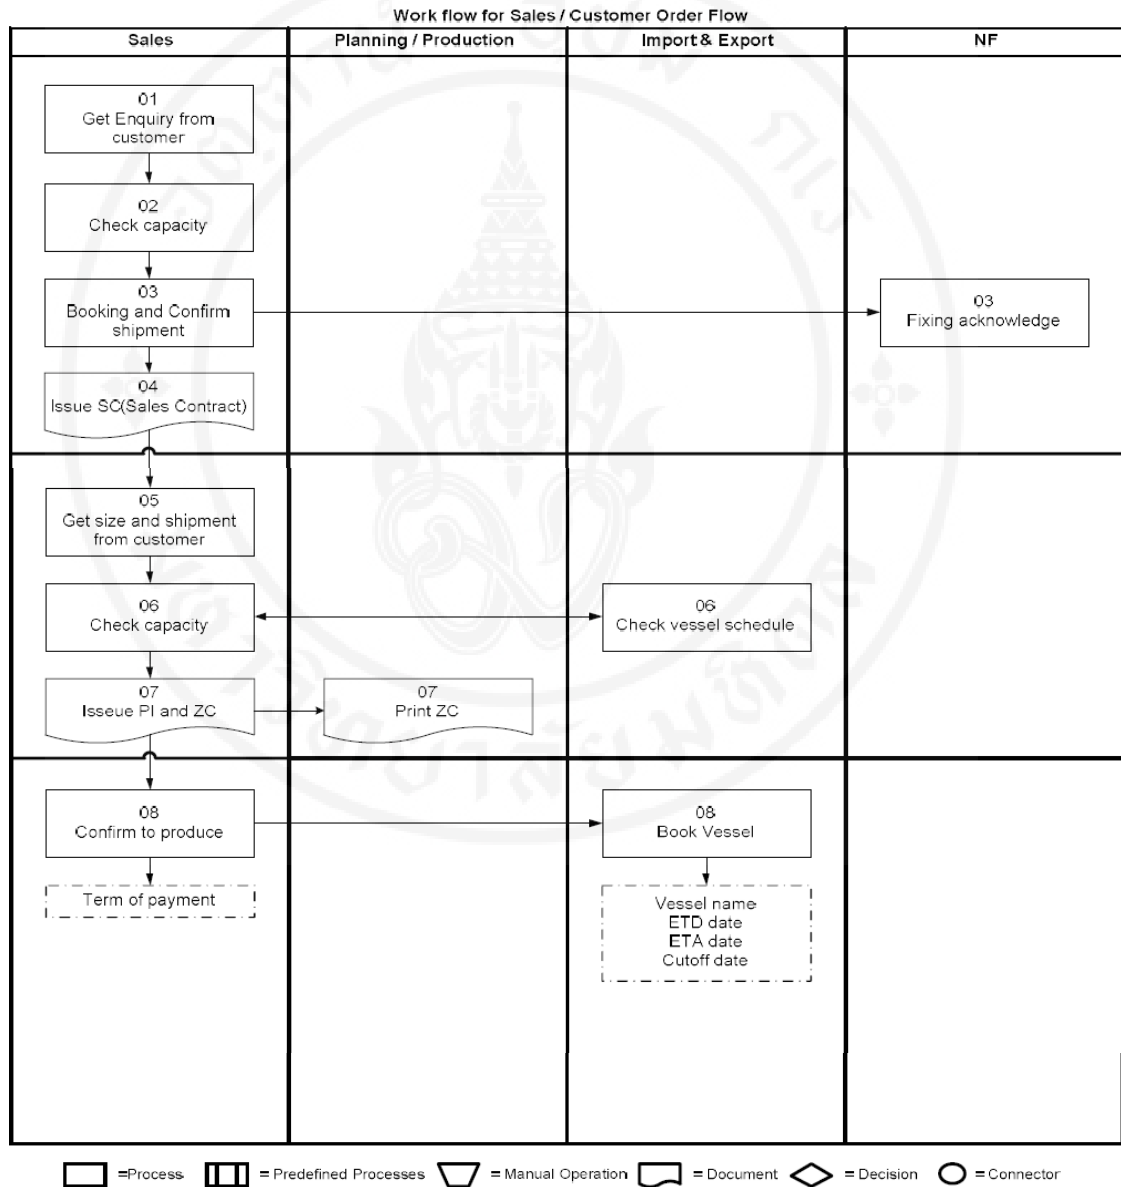 Work flow for Sales / Customer Order Flow
Sales
Planning / Production
Import & Export
NF
01
Get Enquiry from
customer
02
Check capacity
03
Booking and Confirm
shipment
03
Fixing acknowledge
04
Issue SC(Sales Contract)
05
Get size and shipment
from customer
06
Check capacity
06
Check vessel schedule
07
Isseue PI and ZC
07
Print ZC
08
Confirm to produce
08
Book Vessel
Term of payment
Vessel name
ETD date
ETA date
Cutoff date
=Process
= Predefined Processes
= Manual Operation
= Document
= Decision
= Connector